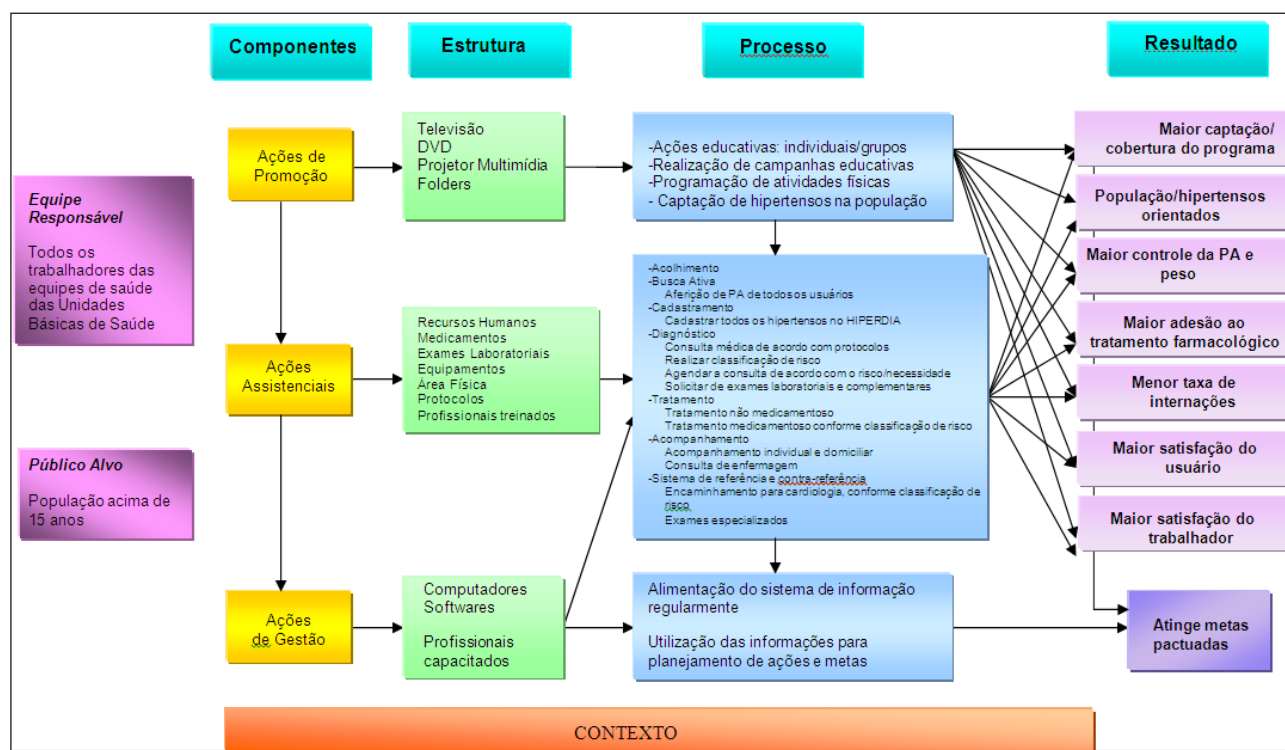 Componentes
Estrutura
Processo
Resultado
Equipe
Responsável
Todos os
trabalhadores das
equipes de saúde
das Unidades
Básicas de Saúde
Público Alvo
População acima de
15 anos
Ações de
Promoção
Televisão
DVD
Projetor Multimídia
Folders
-Ações educativas: individuais/grupos
-Realização de campanhas educativas
-Programação de atividades físicas
- Captação de hipertensos na população
Ações
Assistenciais
Recursos Humanos
Medicamentos
Exames Laboratoriais
Equipamentos
Área Física
Protocolos
Profissionais treinados
-Acolhimento
-Busca Ativa
Aferição de PA de todos os usuários
-Cadastramento
Cadastrar todos os hipertensos no HIPERDIA
-Diagnóstico
Consulta médica de acordo com protocolos
Realizar classificação de risco
Agendar a consulta de acordo com o risco/necessidade
Solicitar de exames laboratoriais e complementares
-Tratamento
Tratamento não medicamentoso
Tratamento medicamentoso conforme classificação de risco
-Acompanhamento
Acompanhamento individual e domiciliar
Consulta de enfermagem
-Sistema de referência e contra-referência
Encaminhamento para cardiologia, conforme classificação de
risco
Exames especializados
Ações
de Gestão
Computadores
Softwares
Profissionais
capacitados
Alimentação do sistema de informação
regularmente
Utilização das informações para
planejamento de ações e metas
Maior captação/
cobertura do programa
População/hipertensos
orientados
Maior controle da PA e
peso
Maior adesão ao
tratamento farmacológico
Menor taxa de
internações
Maior satisfação do
usuário
Maior satisfação do
trabalhador
Atinge metas
pactuadas
CONTEXTO